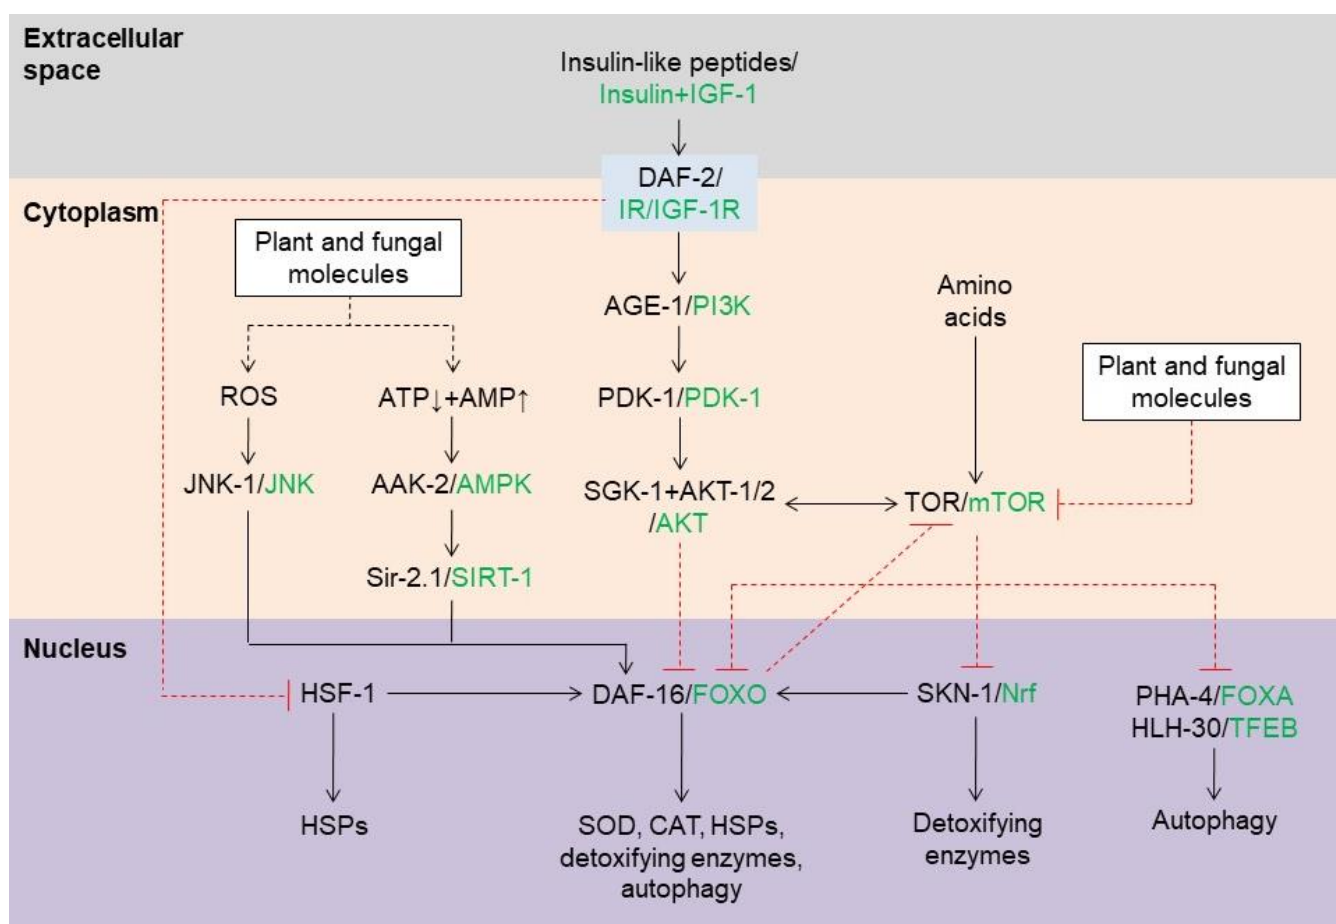 Extracellular
space
Insulin-like peptides/
Insulin+IGF-1
DAF-2/
IR/IGF-1R
Cytoplasm
Plant and fungal
molecules
AGE-1/PI3K
Amino
acids
Plant and fungal
molecules
ROS
ATP↓+AMP↑
PDK-1/PDK-1
JNK-1/JNK
AAK-2/AMPK
SGK-1+AKT-1/2
/AKT
TOR/mTOR
Sir-2.1/SIRT-1
Nucleus
HSF-1
DAF-16/FOXO
SKN-1/Nrf
PHA-4/FOXA
HLH-30/TFEB
HSPs
SOD, CAT, HSPs,
detoxifying enzymes,
autophagy
Detoxifying
enzymes
Autophagy